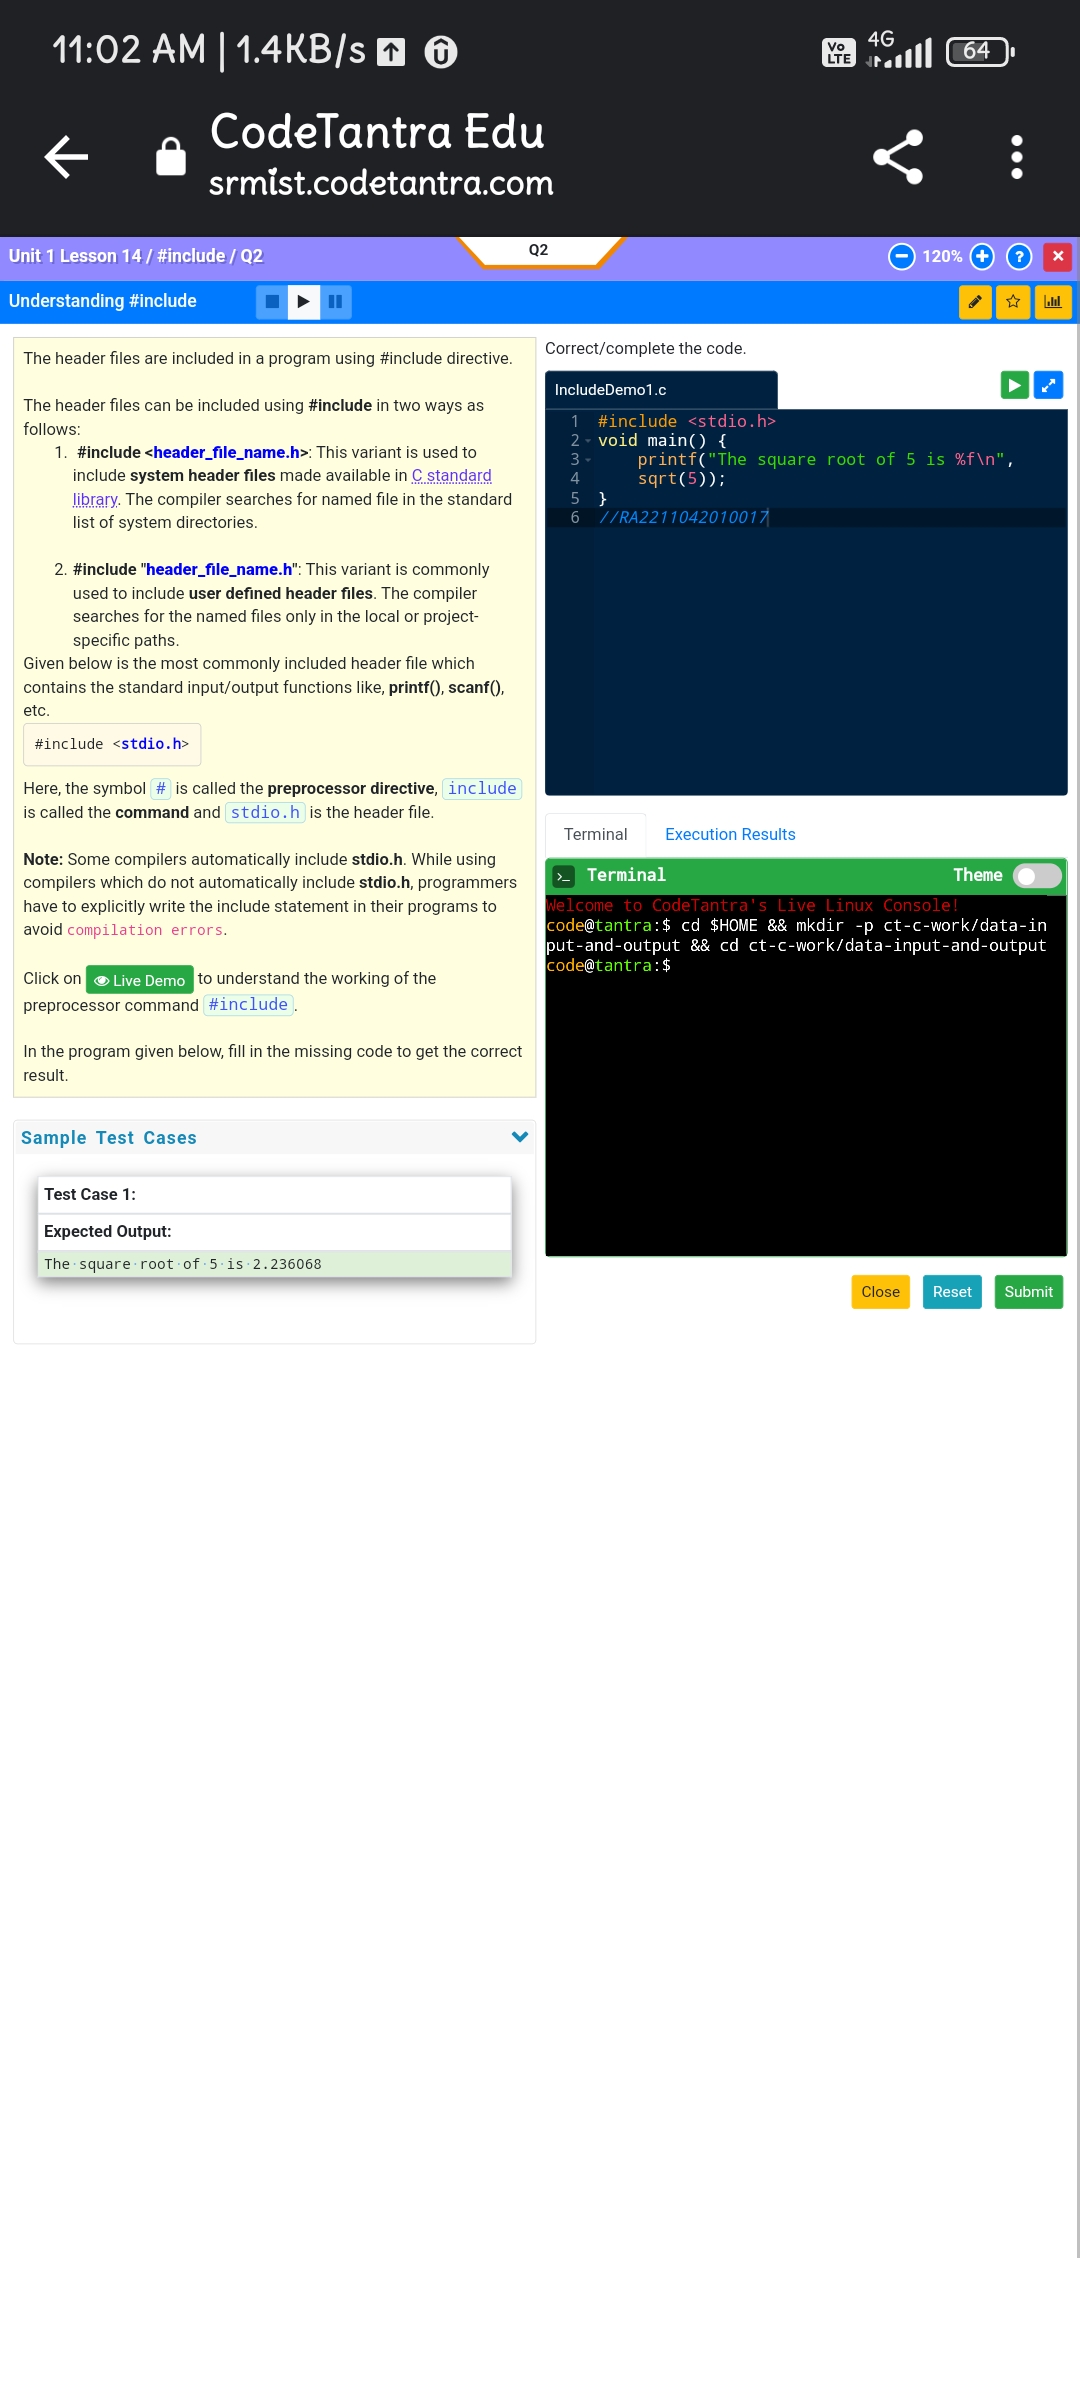 11:02 AM | 1.4KB/s
Vo LTE 4G 64
CodeTantra Edu
srmist.codetantra.com
Unit 1 Lesson 14 / #include / Q2
Q2
120%
?
Understanding #include
The header files are included in a program using #include directive.
The header files can be included using #include in two ways as
follows:
1. #include <header_file_name.h>: This variant is used to
include system header files made available in C standard
library. The compiler searches for named file in the standard
list of system directories.
2. #include "header_file_name.h": This variant is commonly
used to include user defined header files. The compiler
searches for the named files only in the local or project-
specific paths.
Given below is the most commonly included header file which
contains the standard input/output functions like, printf(), scanf(),
etc.
#include <stdio.h>
Here, the symbol # is called the preprocessor directive, include
is called the command and stdio.h is the header file.
Note: Some compilers automatically include stdio.h. While using
compilers which do not automatically include stdio.h, programmers
have to explicitly write the include statement in their programs to
avoid compilation errors.
Click on Live Demo to understand the working of the
preprocessor command #include.
In the program given below, fill in the missing code to get the correct
result.
Sample Test Cases
Test Case 1:
Expected Output:
The·square·root·of·5·is·2.236068
Correct/complete the code.
IncludeDemo1.c
1 #include <stdio.h>
2 void main() {
3 printf("The square root of 5 is %f\n",
4 sqrt(5));
5 }
6 //RA2211042010017
Terminal Execution Results
>_ Terminal Theme
Welcome to CodeTantra's Live Linux Console!
code@tantra:$ cd $HOME && mkdir -p ct-c-work/data-in
put-and-output && cd ct-c-work/data-input-and-output
code@tantra:$
Close Reset Submit